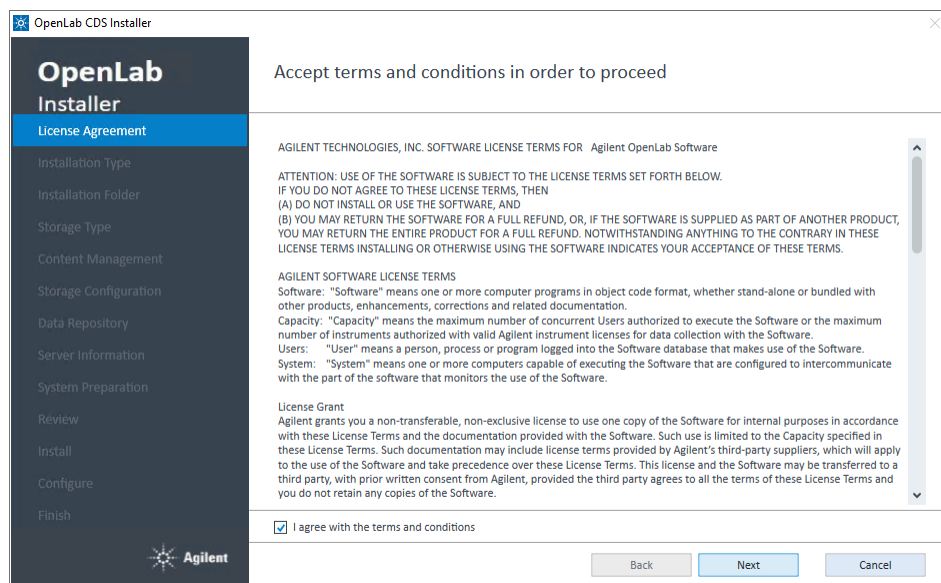 OpenLab CDS Installer
OpenLab
Installer
License Agreement
Installation Type
Installation Folder
Storage Type
Content Management
Storage Configuration
Data Repository
Server Information
System Preparation
Review
Install
Configure
Finish
Agilent
Accept terms and conditions in order to proceed
AGILENT TECHNOLOGIES, INC. SOFTWARE LICENSE TERMS FOR   Agilent OpenLab Software
ATTENTION: USE OF THE SOFTWARE IS SUBJECT TO THE LICENSE TERMS SET FORTH BELOW.
IF YOU DO NOT AGREE TO THESE LICENSE TERMS, THEN
(A) DO NOT INSTALL OR USE THE SOFTWARE, AND
(B) YOU MAY RETURN THE SOFTWARE FOR A FULL REFUND, OR, IF THE SOFTWARE IS SUPPLIED AS PART OF ANOTHER PRODUCT,
YOU MAY RETURN THE ENTIRE PRODUCT FOR A FULL REFUND. NOTWITHSTANDING ANYTHING TO THE CONTRARY IN THESE
LICENSE TERMS INSTALLING OR OTHERWISE USING THE SOFTWARE INDICATES YOUR ACCEPTANCE OF THESE TERMS.
AGILENT SOFTWARE LICENSE TERMS
Software:  "Software" means one or more computer programs in object code format, whether stand-alone or bundled with
other products, enhancements, corrections and related documentation.
Capacity:  "Capacity" means the maximum number of concurrent Users authorized to execute the Software or the maximum
number of instruments authorized with valid Agilent instrument licenses for data collection with the Software.
Users:      "User" means a person, process or program logged into the Software database that makes use of the Software.
System:   "System" means one or more computers capable of executing the Software that are configured to intercommunicate
with the part of the software that monitors the use of the Software.
License Grant
Agilent grants you a non-transferable, non-exclusive license to use one copy of the Software for internal purposes in accordance
with these License Terms and the documentation provided with the Software. Such use is limited to the Capacity specified in
these License Terms. Such documentation may include license terms provided by Agilent's third-party suppliers, which will apply
to the use of the Software and take precedence over these License Terms. This license and the Software may be transferred to a
third party, with prior written consent from Agilent, provided the third party agrees to all the terms of these License Terms and
you do not retain any copies of the Software.
I agree with the terms and conditions
Back
Next
Cancel